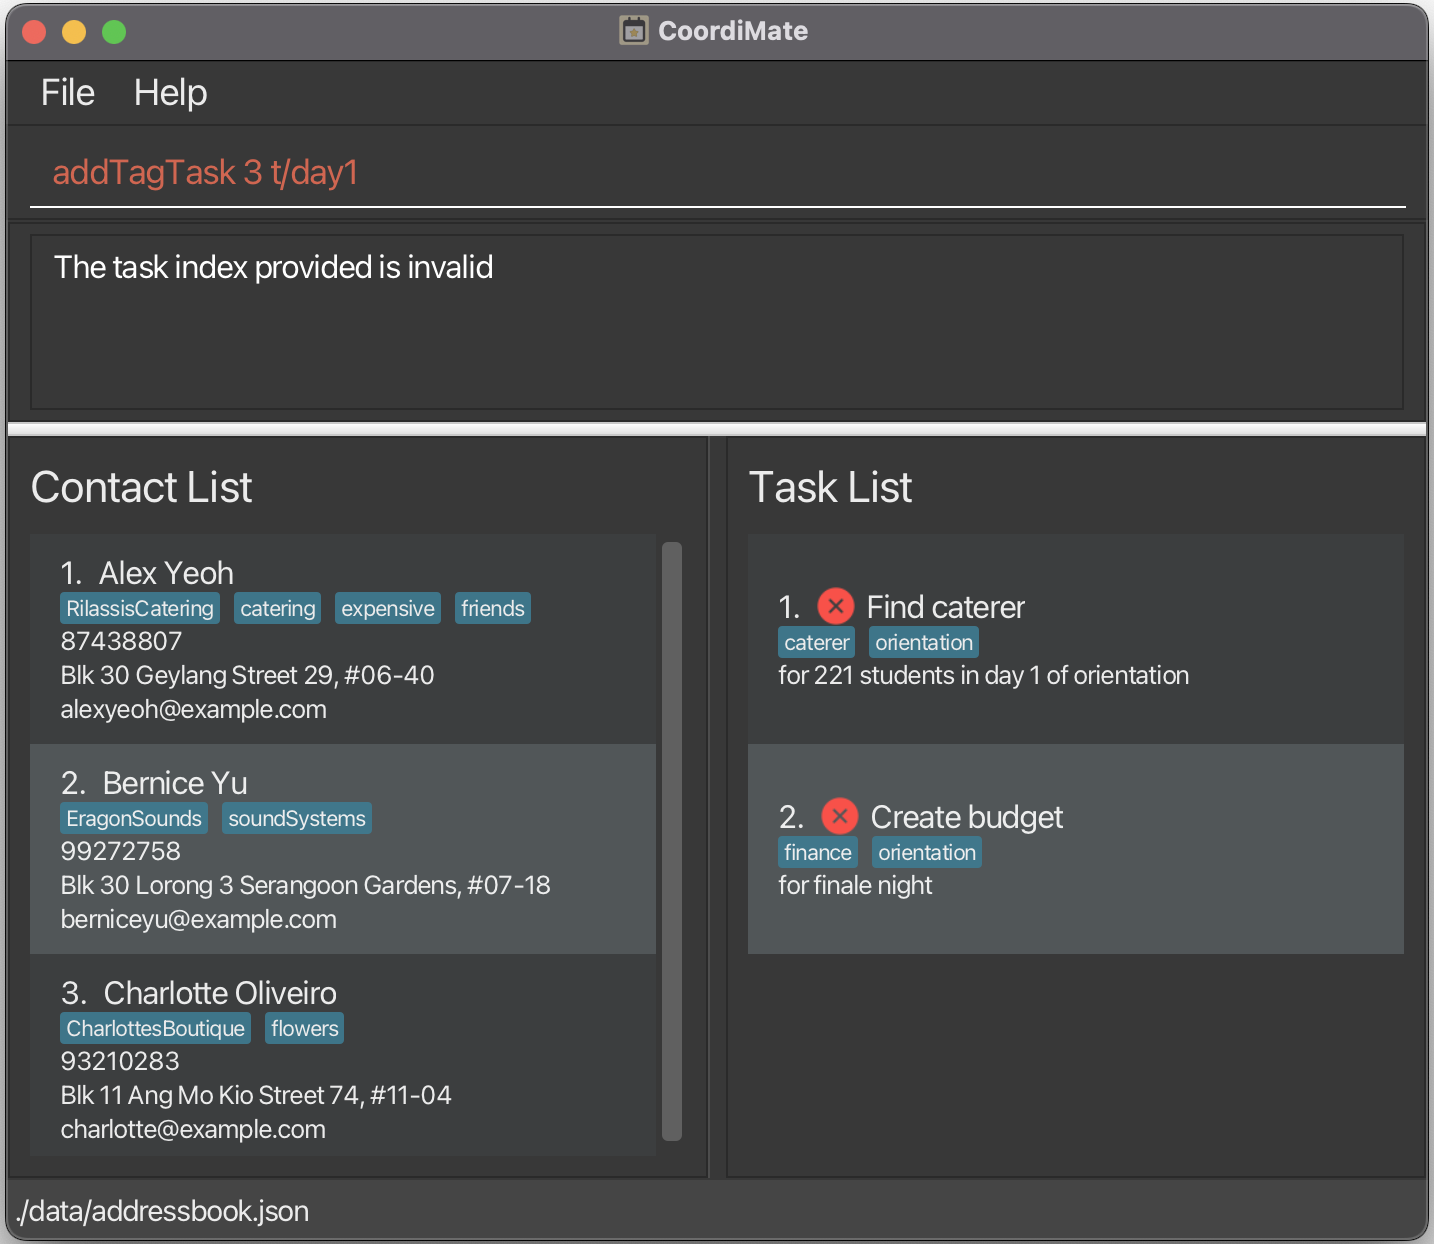 CoordiMate
File Help
addTagTask 3 t/day1
The task index provided is invalid
Contact List
1. Alex Yeoh
RilassisCatering catering expensive friends
87438807
Blk 30 Geylang Street 29, #06-40
alexyeoh@example.com
2. Bernice Yu
EragonSounds soundSystems
99272758
Blk 30 Lorong 3 Serangoon Gardens, #07-18
berniceyu@example.com
3. Charlotte Oliveiro
CharlottesBoutique flowers
93210283
Blk 11 Ang Mo Kio Street 74, #11-04
charlotte@example.com
Task List
1. Find caterer
caterer orientation
for 221 students in day 1 of orientation
2. Create budget
finance orientation
for finale night
./data/addressbook.json